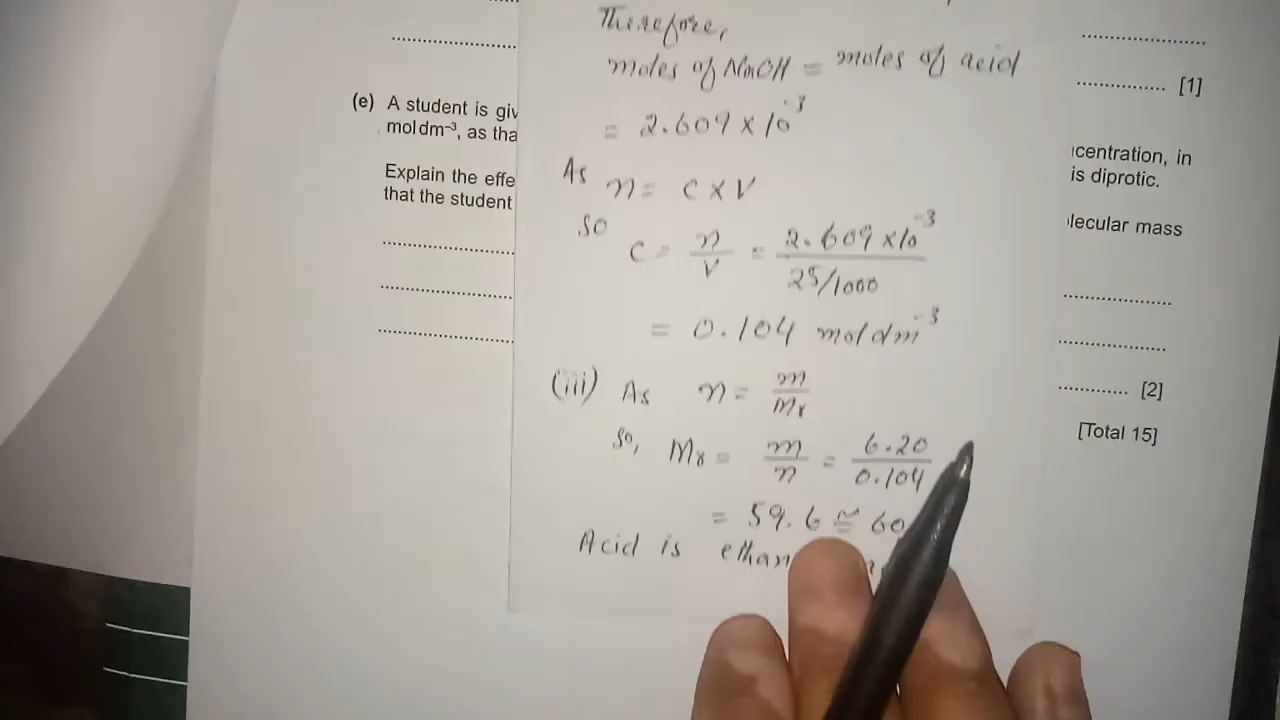 Therefore,
moles of NaOH = moles of acid
= 2.609 × 10⁻³
As n = C × V
so C = n/V = 2.609 × 10⁻³ / 25/1000
= 0.104 mol dm⁻³
(iii) As n = m/Mr
so, Mr = m/n = 6.20/0.104
= 59.6 ≅ 60
Acid is ethan
[1]
(e) A student is giv
mol dm⁻³, as tha
Explain the effe
that the student
centration, in
is diprotic.
lecular mass
[2]
[Total 15]